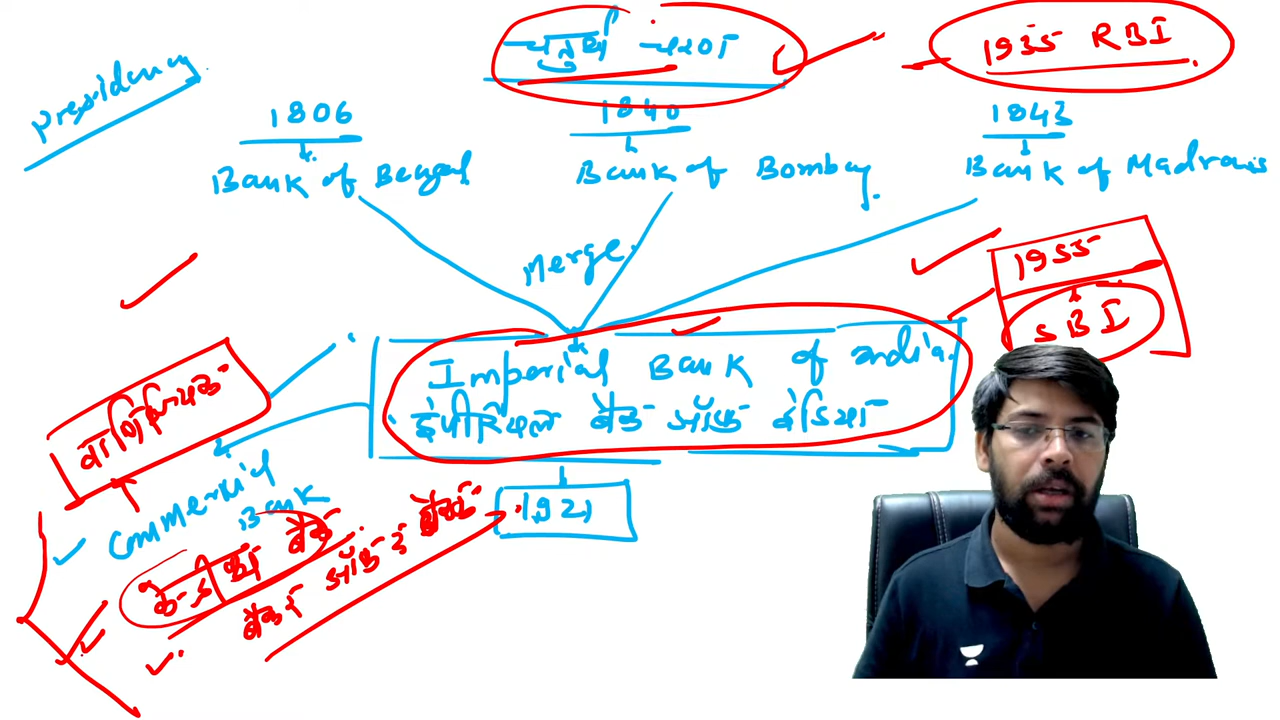 चतुर्थ चरण
1935 RBI
presidency
1806
1840
1843
Bank of Bengal
Bank of Bombay
Bank of Madras
Merge
1955
SBI
Imperial Bank of India
इंपीरियल बैंक ऑफ इंडिया
1921
वाणिज्यिक
Commercial
Bank
केन्द्रीय बैंक
बैंकर्स ऑफ बैंक